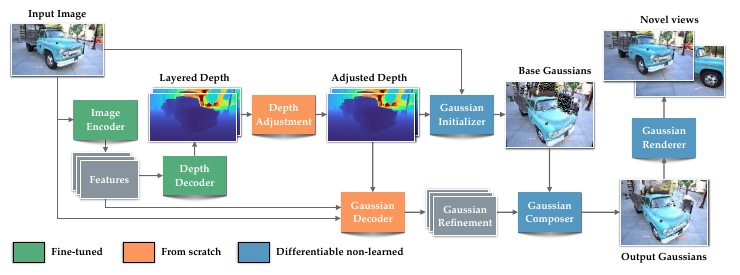 Input Image
Novel views
Layered Depth
Adjusted Depth
Base Gaussians
Image
Encoder
Depth
Adjustment
Gaussian
Initializer
Gaussian
Renderer
Features
Depth
Decoder
Gaussian
Decoder
Gaussian
Refinement
Gaussian
Composer
Output Gaussians
Fine-tuned
From scratch
Differentiable non-learned